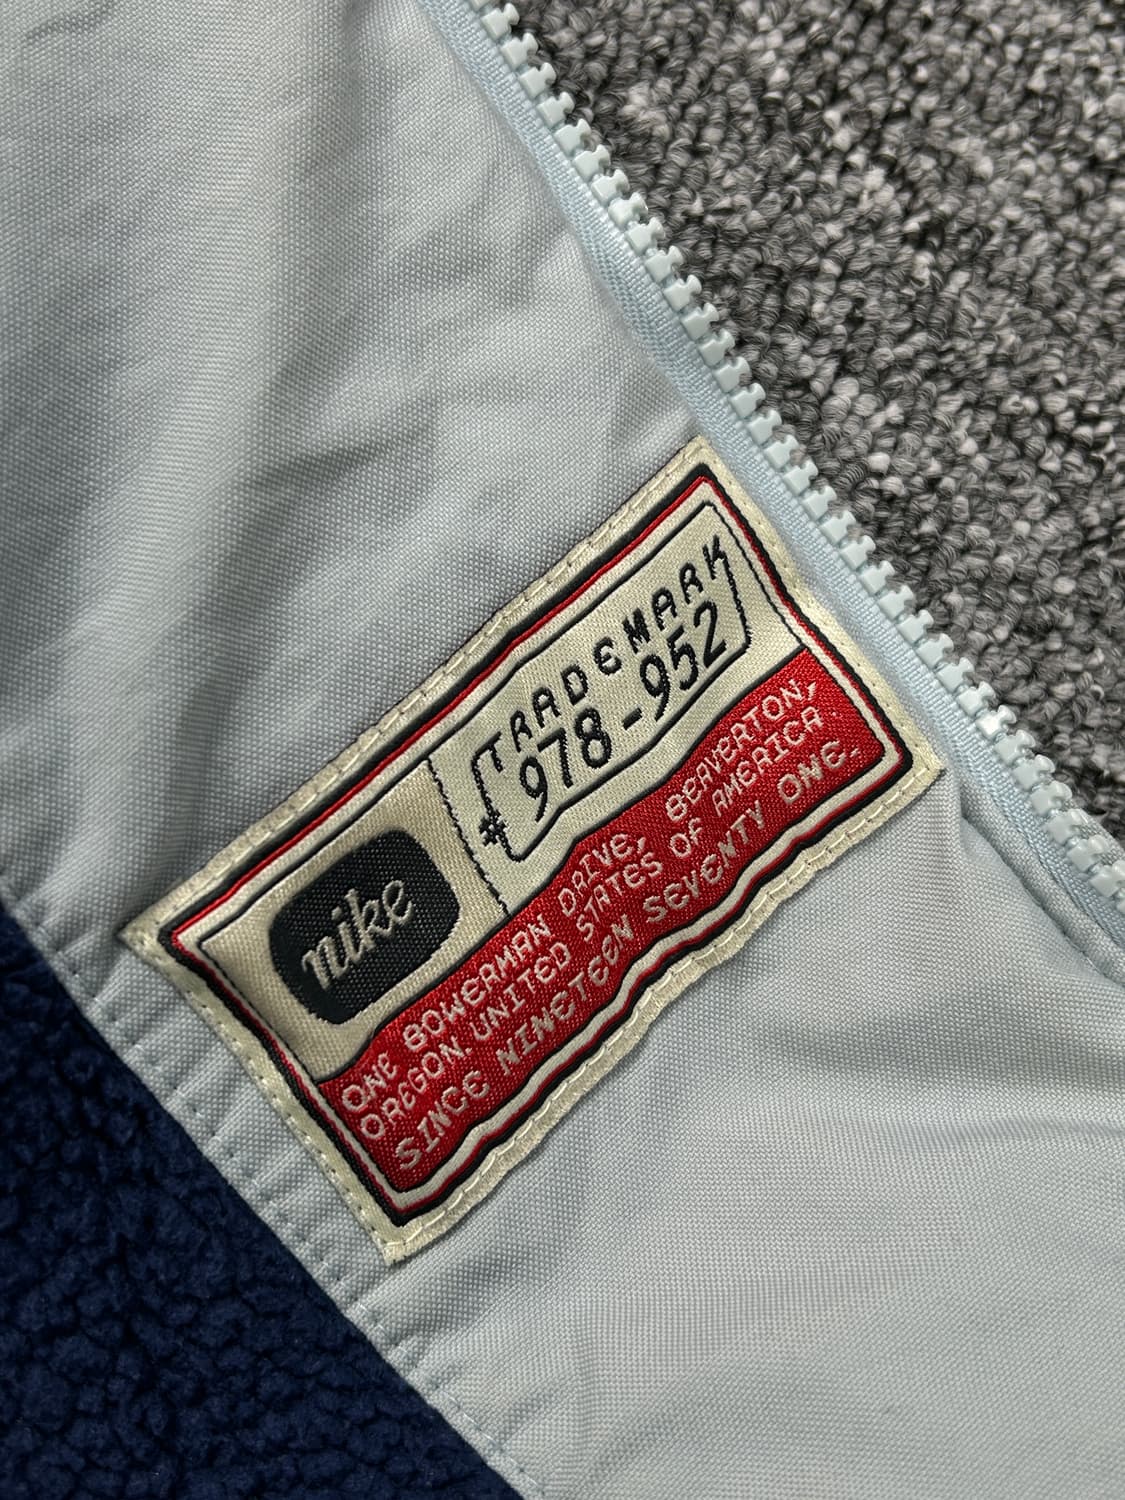 nike
TRADEMARK
# 978-952
ONE BOWERMAN DRIVE, BEAVERTON,
OREGON. UNITED STATES OF AMERICA.
SINCE NINETEEN SEVENTY ONE.